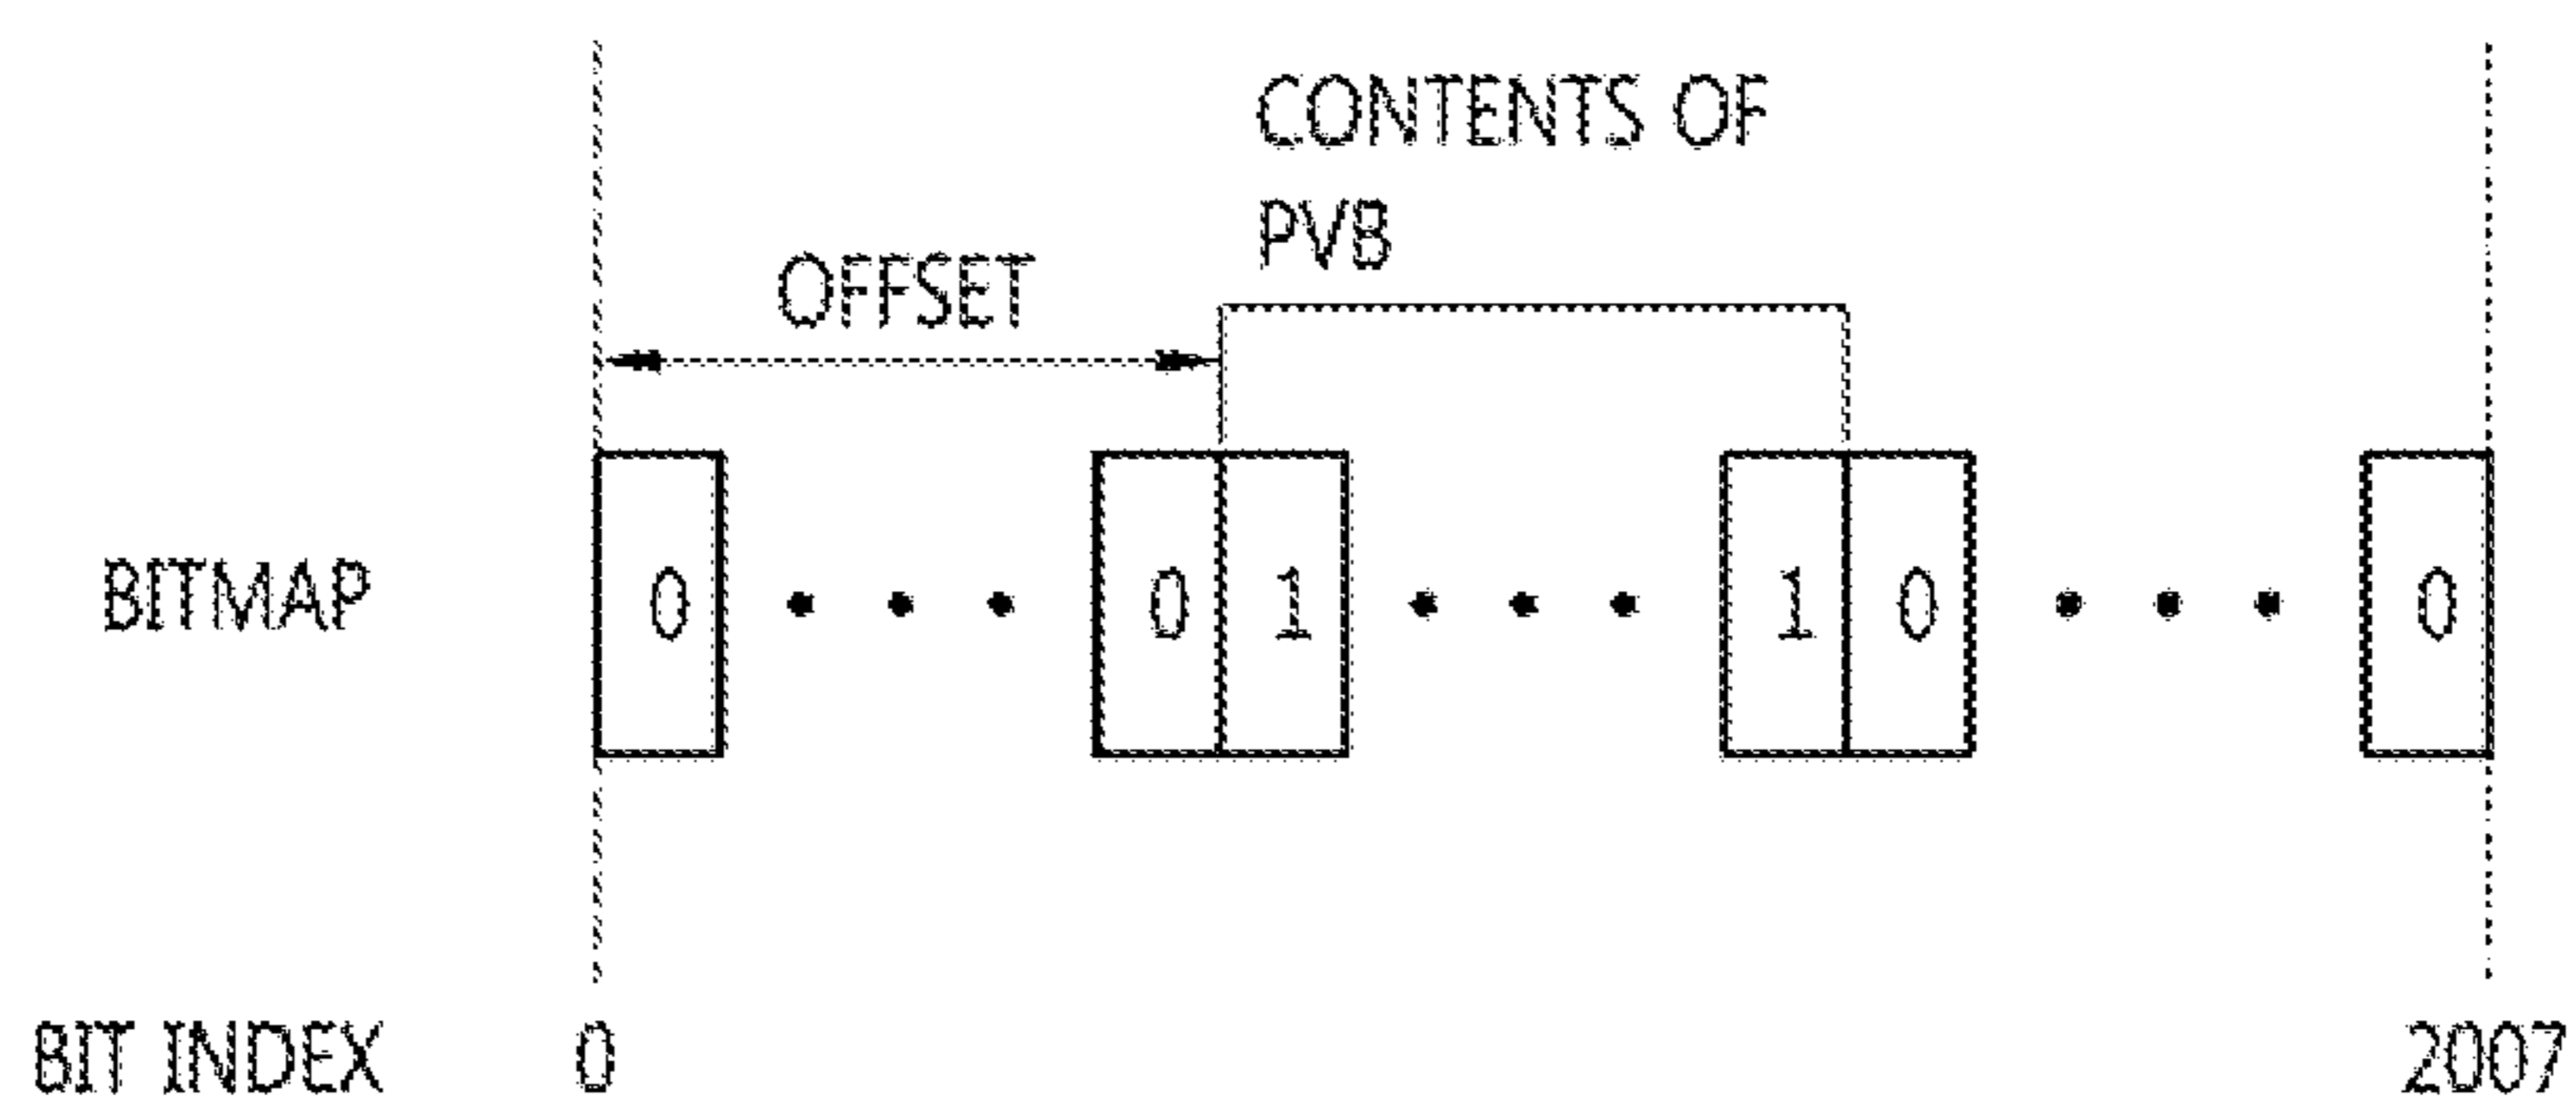 CONTENTS OF
PVB
OFFSET
BITMAP 0 • • • 0 1 • • • 1 0 • • • 0
BIT INDEX 0 2007